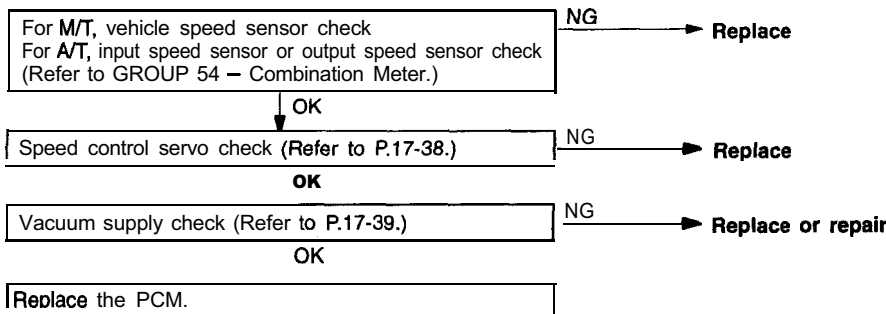 For M/T, vehicle speed sensor check
For A/T, input speed sensor or output speed sensor check
(Refer to GROUP 54 – Combination Meter.)
NG
Replace
OK
Speed control servo check (Refer to P.17-38.)
NG
Replace
OK
Vacuum supply check (Refer to P.17-39.)
NG
Replace or repair
OK
Replace the PCM.